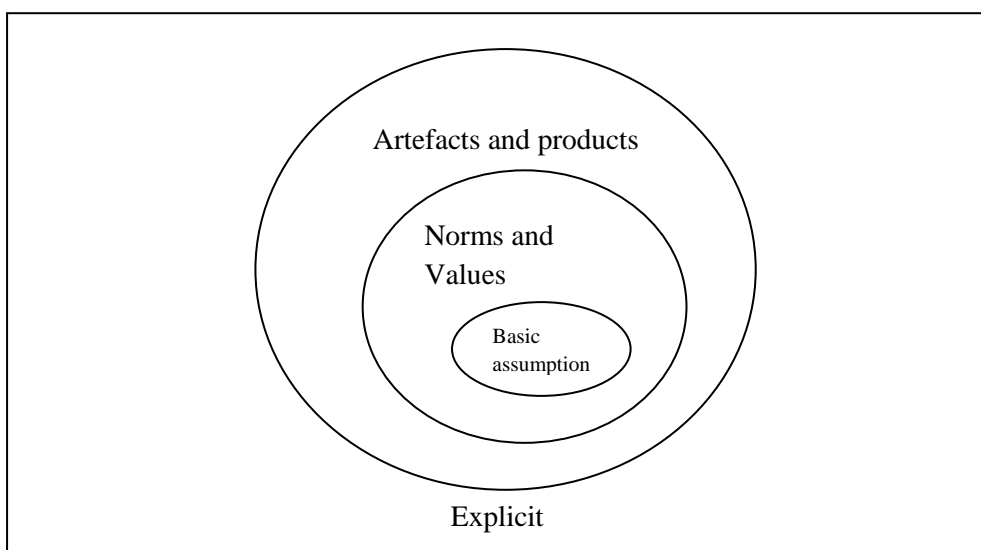 Artefacts and products
Norms and
Values
Basic
assumption
Explicit